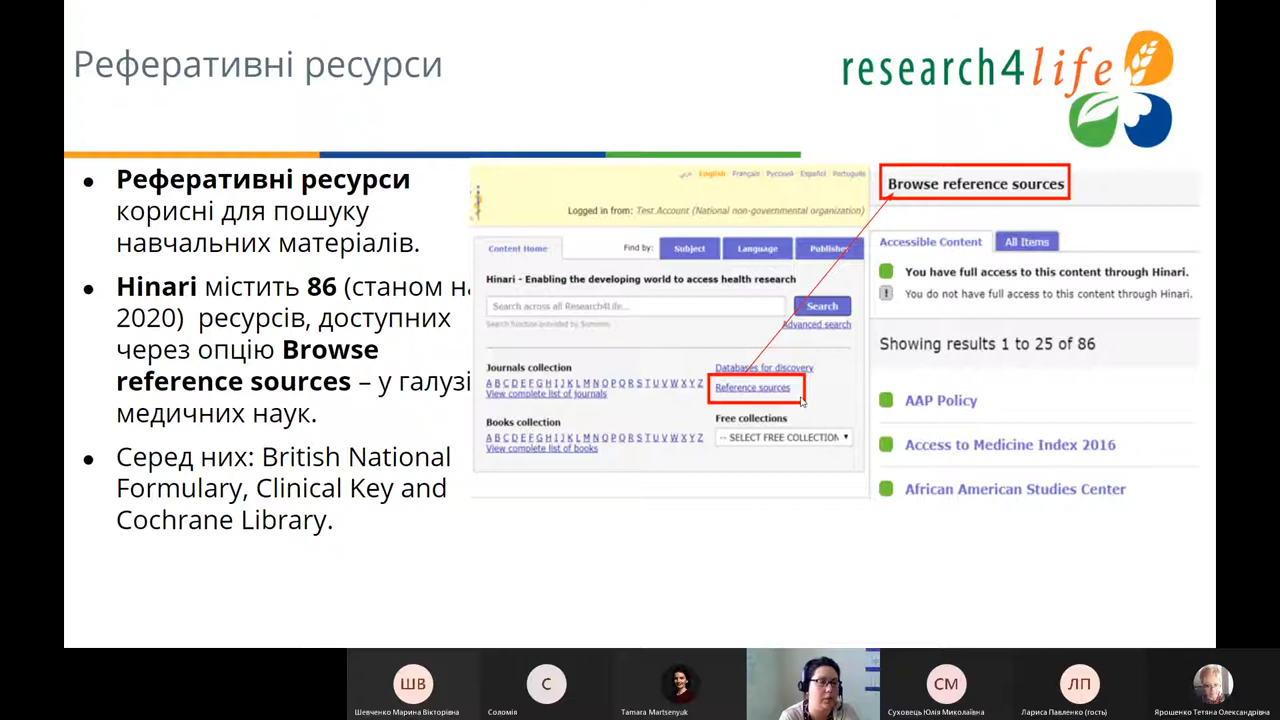 Реферативні ресурси
research4life
Реферативні ресурси
корисні для пошуку
навчальних матеріалів.
Hinari містить 86 (станом на
2020) ресурсів, доступних
через опцію Browse
reference sources – у галузі
медичних наук.
Серед них: British National
Formulary, Clinical Key and
Cochrane Library.
عربي English Français Русский Español Português
Logged in from: Test Account (National non-governmental organization)
Content Home Find by: Subject Language Publisher
Hinari - Enabling the developing world to access health research
Search across all Research4Life... Search
Search function provided by Summon Advanced search
Journals collection
A B C D E F G H I J K L M N O P Q R S T U V W X Y Z
View complete list of journals
Books collection
A B C D E F G H I J K L M N O P Q R S T U V W X Y Z
View complete list of books
Databases for discovery
Reference sources
Free collections
-- SELECT FREE COLLECTION
Browse reference sources
Accessible Content All Items
You have full access to this content through Hinari.
! You do not have full access to this content through Hinari.
Showing results 1 to 25 of 86
AAP Policy
Access to Medicine Index 2016
African American Studies Center
ШВ С СМ ЛП
Шевченко Марина Вікторівна Соломія Tamara Martsenyuk Суховець Юлія Миколаївна Лариса Павленко (гость) Ярошенко Тетяна Олександрівна